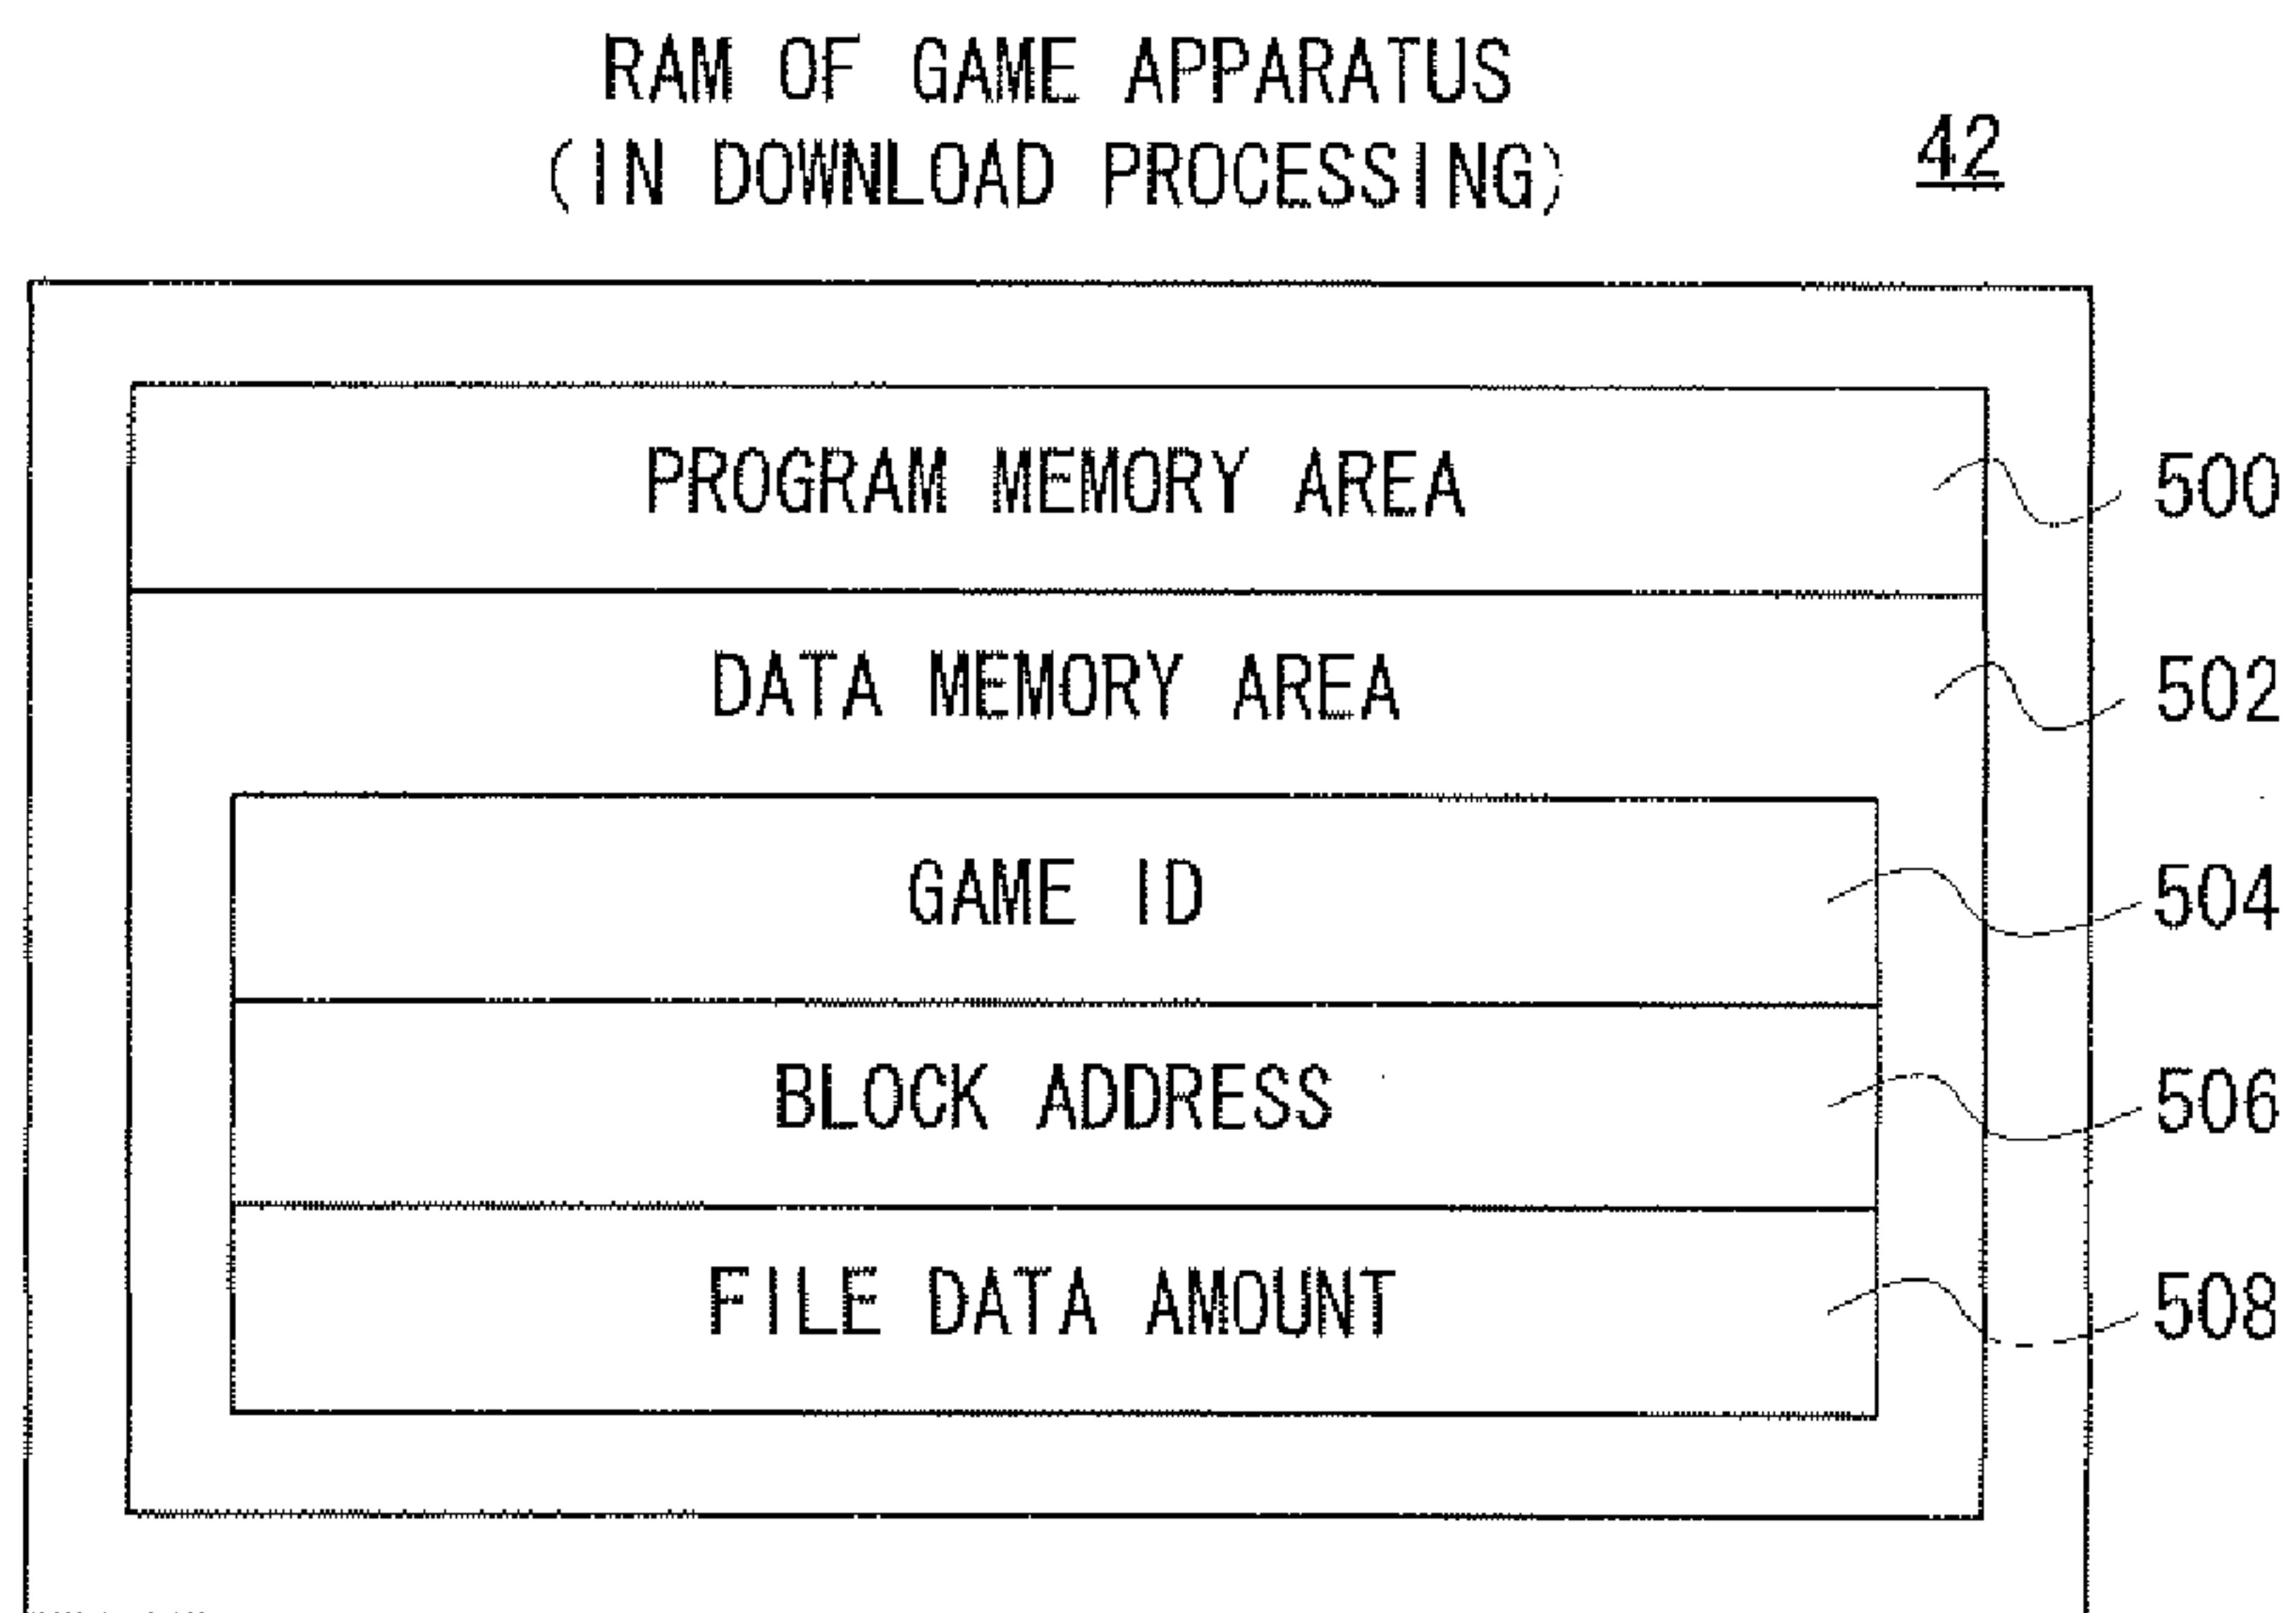 RAM OF GAME APPARATUS
(IN DOWNLOAD PROCESSING)
42
PROGRAM MEMORY AREA 500
DATA MEMORY AREA 502
GAME ID 504
BLOCK ADDRESS 506
FILE DATA AMOUNT 508